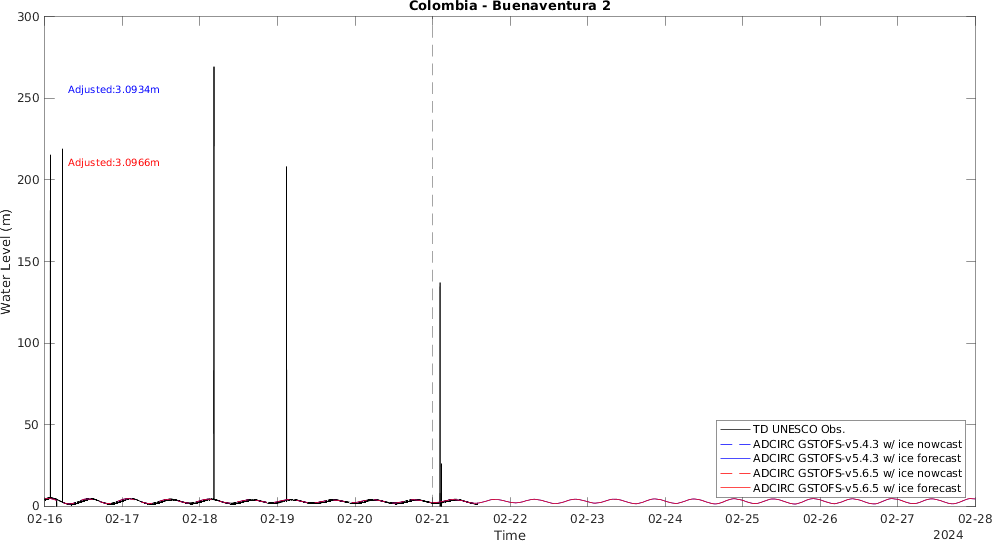 Colombia - Buenaventura 2
300
250
200
150
100
50
0
Water Level (m)
Adjusted:3.0934m
Adjusted:3.0966m
TD UNESCO Obs.
ADCIRC GSTOFS-v5.4.3 w/ ice nowcast
ADCIRC GSTOFS-v5.4.3 w/ ice forecast
ADCIRC GSTOFS-v5.6.5 w/ ice nowcast
ADCIRC GSTOFS-v5.6.5 w/ ice forecast
02-16 02-17 02-18 02-19 02-20 02-21 02-22 02-23 02-24 02-25 02-26 02-27 02-28
Time
2024